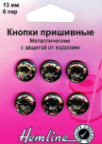 13 мм
6 пар
Кнопки пришивные
Металлические
с защитой от коррозии
Hemline